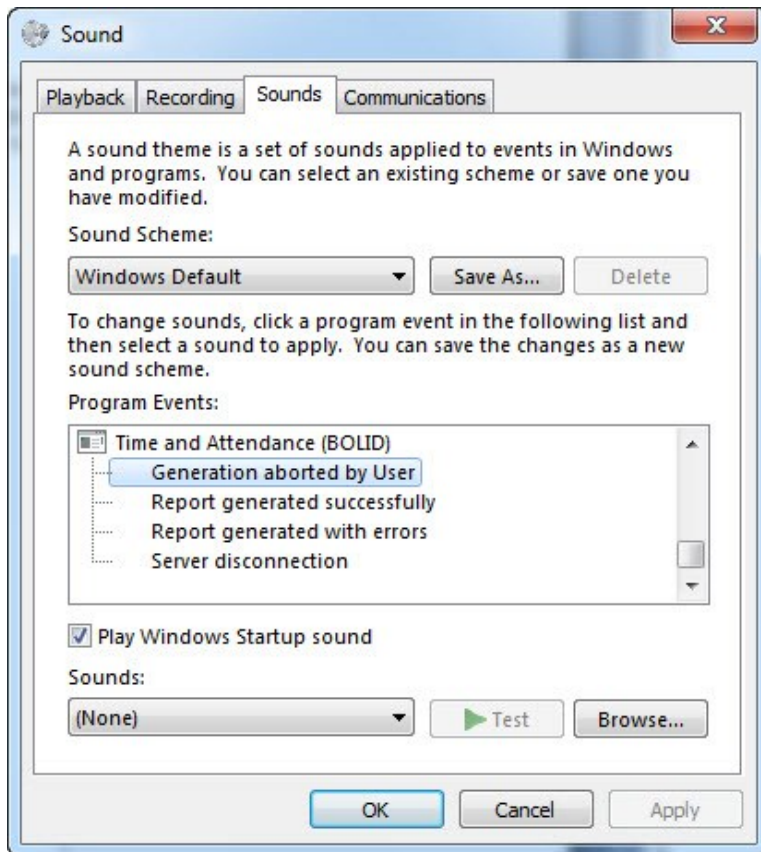 Sound
Playback Recording Sounds Communications
A sound theme is a set of sounds applied to events in Windows
and programs. You can select an existing scheme or save one you
have modified.
Sound Scheme:
Windows Default Save As... Delete
To change sounds, click a program event in the following list and
then select a sound to apply. You can save the changes as a new
sound scheme.
Program Events:
Time and Attendance (BOLID)
Generation aborted by User
Report generated successfully
Report generated with errors
Server disconnection
Play Windows Startup sound
Sounds:
(None) Test Browse...
OK Cancel Apply